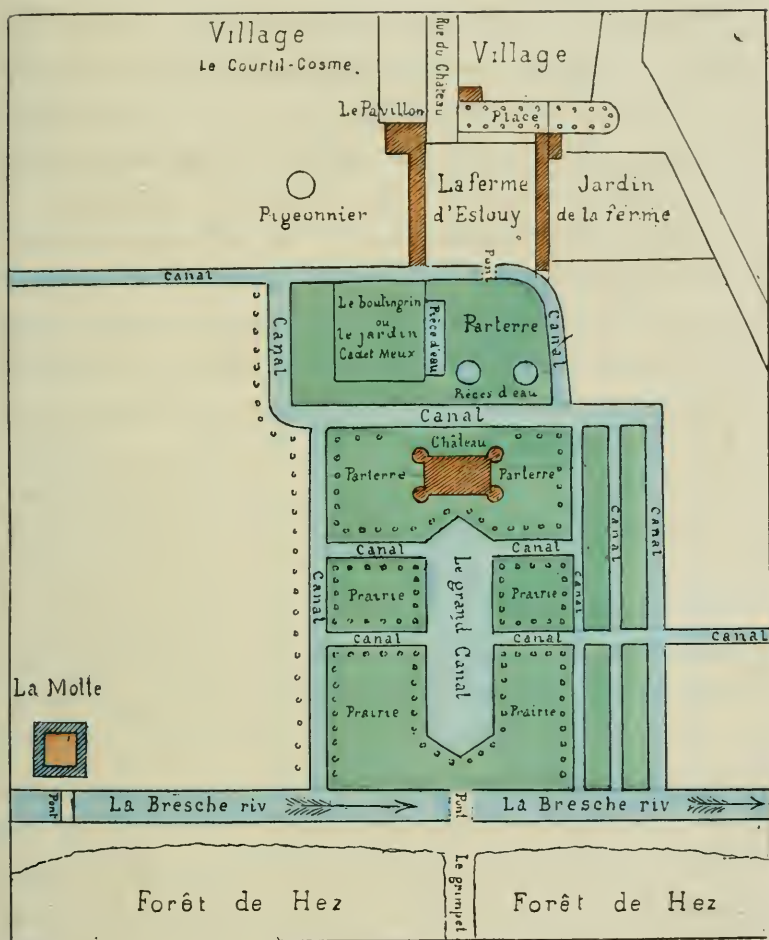 Village
Le Courtil-Cosme.
Rue du Château
Village
Le Pavillon
Place
Pigeonnier
La ferme
d'Estouy
Jardin
de la ferme
Canal
Pont
Canal
Le boulingrin
ou
le jardin
Cadet Meux
Pièce d'eau
Parterre
Canal
Pièces d'eau
Canal
Château
Parterre
Parterre
Canal
Canal
Canal
Canal
Canal
Canal
Canal
Le grand Canal
Prairie
Prairie
Canal
Canal
Canal
La Motte
Prairie
Prairie
Pont
La Bresche riv
Pont
La Bresche riv
Le grimpet
Forêt de Hez
Forêt de Hez